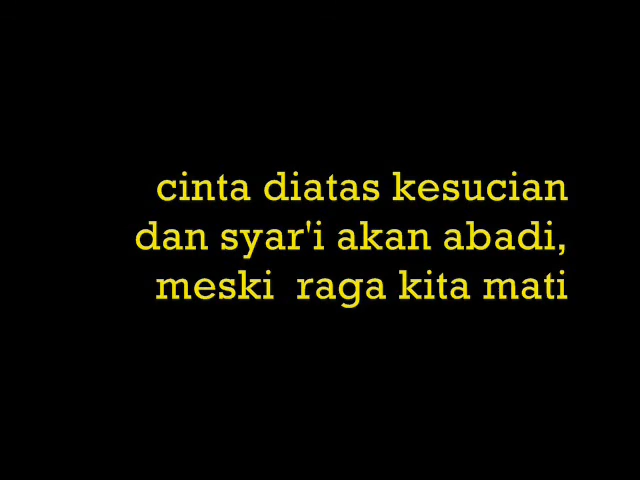 cinta diatas kesucian
dan syar'i akan abadi,
meski  raga kita mati